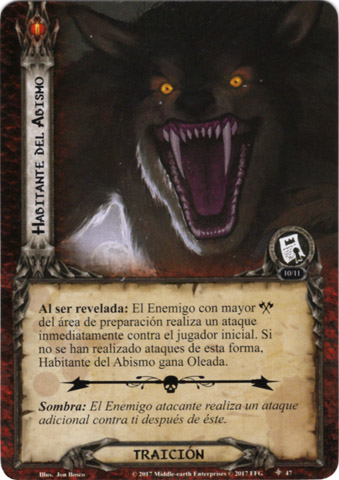 HABITANTE DEL ABISMO
10/11
Al ser revelada: El Enemigo con mayor
del área de preparación realiza un ataque
inmediatamente contra el jugador inicial. Si
no se han realizado ataques de esta forma,
Habitante del Abismo gana Oleada.
Sombra: El Enemigo atacante realiza un ataque
adicional contra ti después de éste.
TRAICIÓN
Illus. Jon Bosco © 2017 Middle-earth Enterprises © 2017 FFG 47